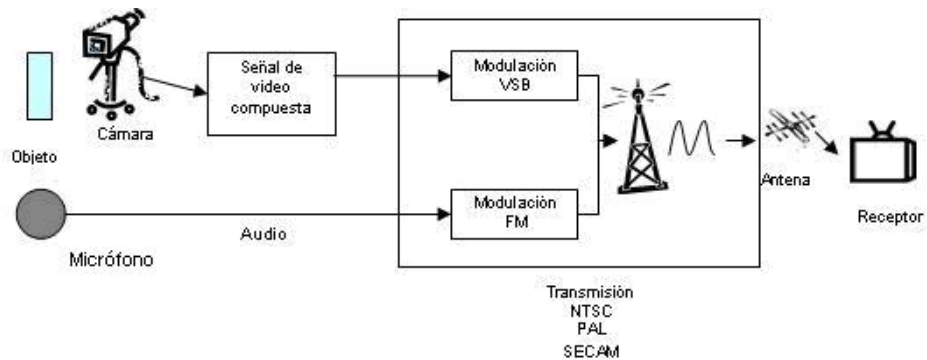 Señal de
video
compuesta
Modulación
VSB
Cámara
Objeto
Antena
Modulación
FM
Receptor
Audio
Micrófono
Transmisión
NTSC
PAL
SECAM